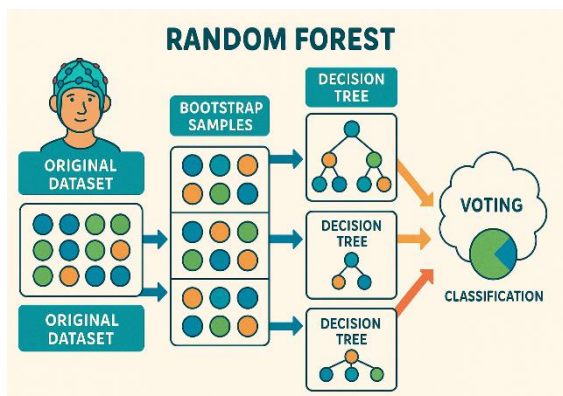 RANDOM FOREST
ORIGINAL
DATASET
ORIGINAL
DATASET
BOOTSTRAP
SAMPLES
DECISION
TREE
DECISION
TREE
DECISION
TREE
VOTING
CLASSIFICATION